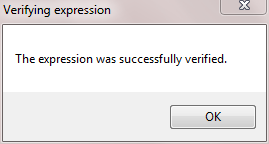 Verifying expression
The expression was successfully verified.
OK